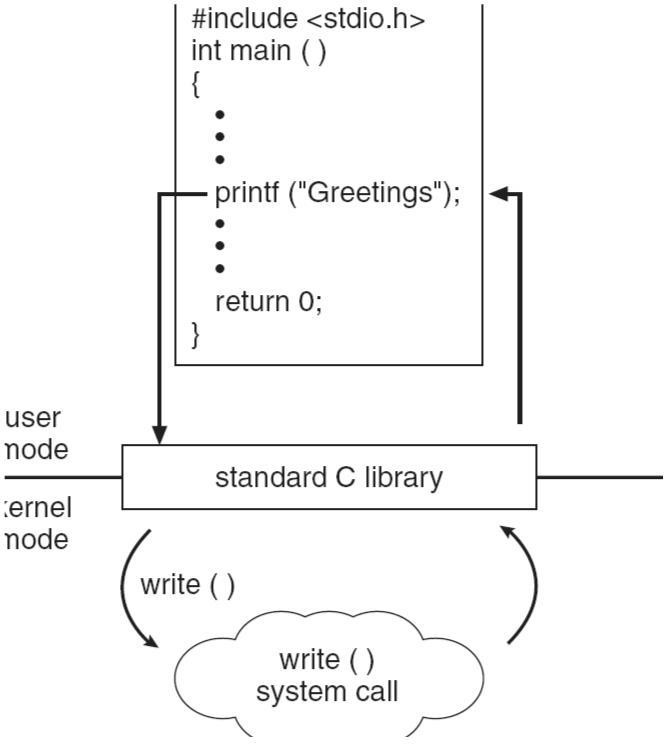 #include <stdio.h>
int main ( )
{
•
•
•
printf ("Greetings");
•
•
•
return 0;
}
user
mode
standard C library
kernel
mode
write ( )
write ( )
system call